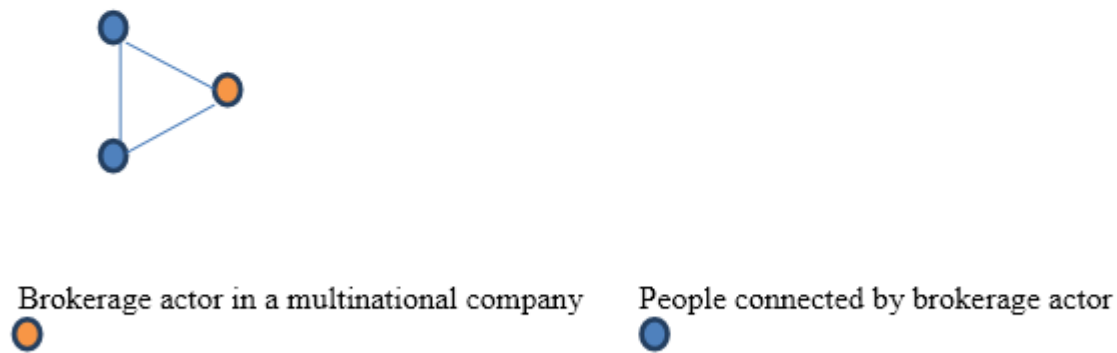 Brokerage actor in a multinational company
People connected by brokerage actor